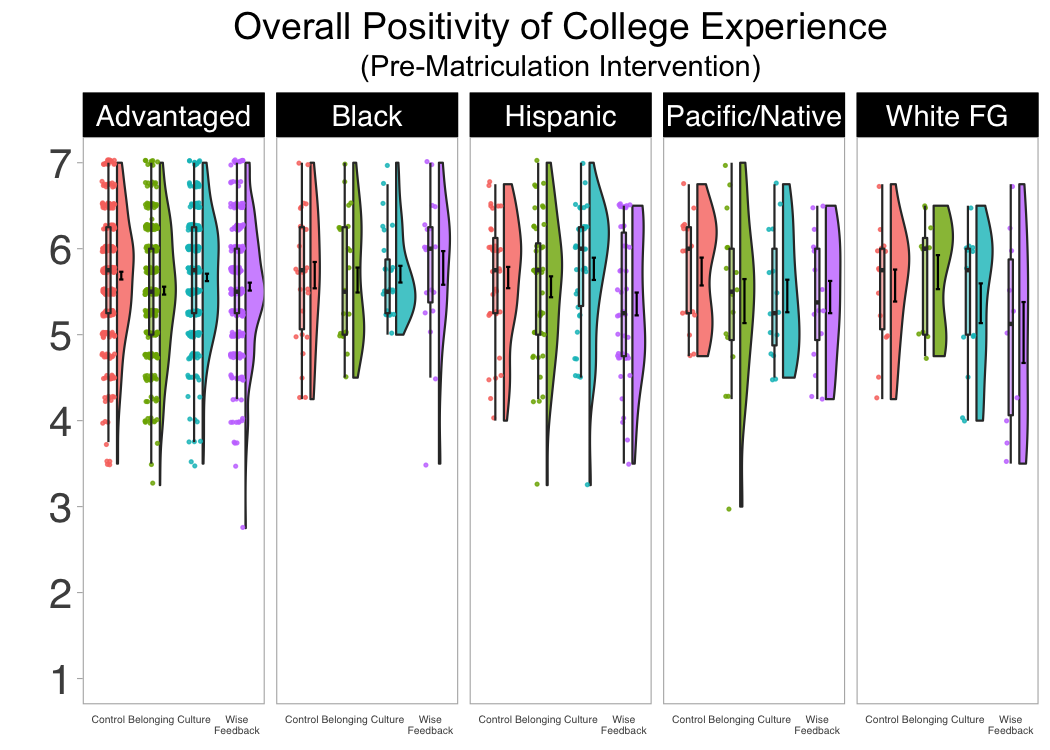 Overall Positivity of College Experience
(Pre-Matriculation Intervention)
Advantaged Black Hispanic Pacific/Native White FG
7
6
5
4
3
2
1
Control Belonging Culture Wise Control Belonging Culture Wise Control Belonging Culture Wise Control Belonging Culture Wise Control Belonging Culture Wise
Feedback Feedback Feedback Feedback Feedback